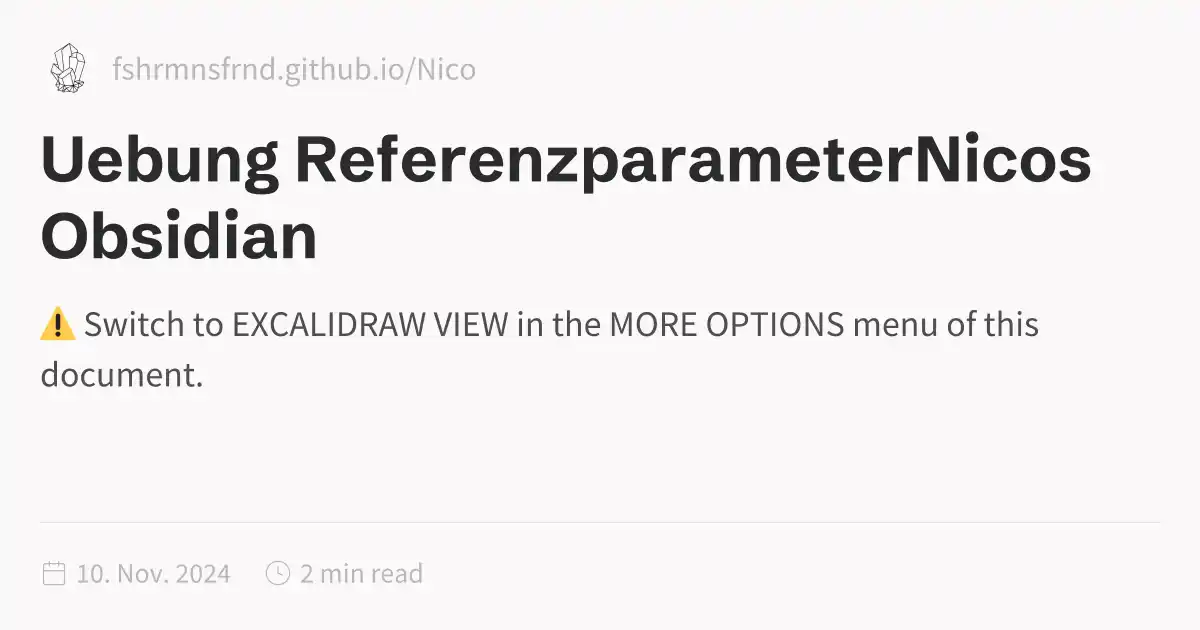 fshrmnsfrnd.github.io/Nico
Uebung ReferenzparameterNicos
Obsidian
⚠️ Switch to EXCALIDRAW VIEW in the MORE OPTIONS menu of this
document.
10. Nov. 2024 2 min read